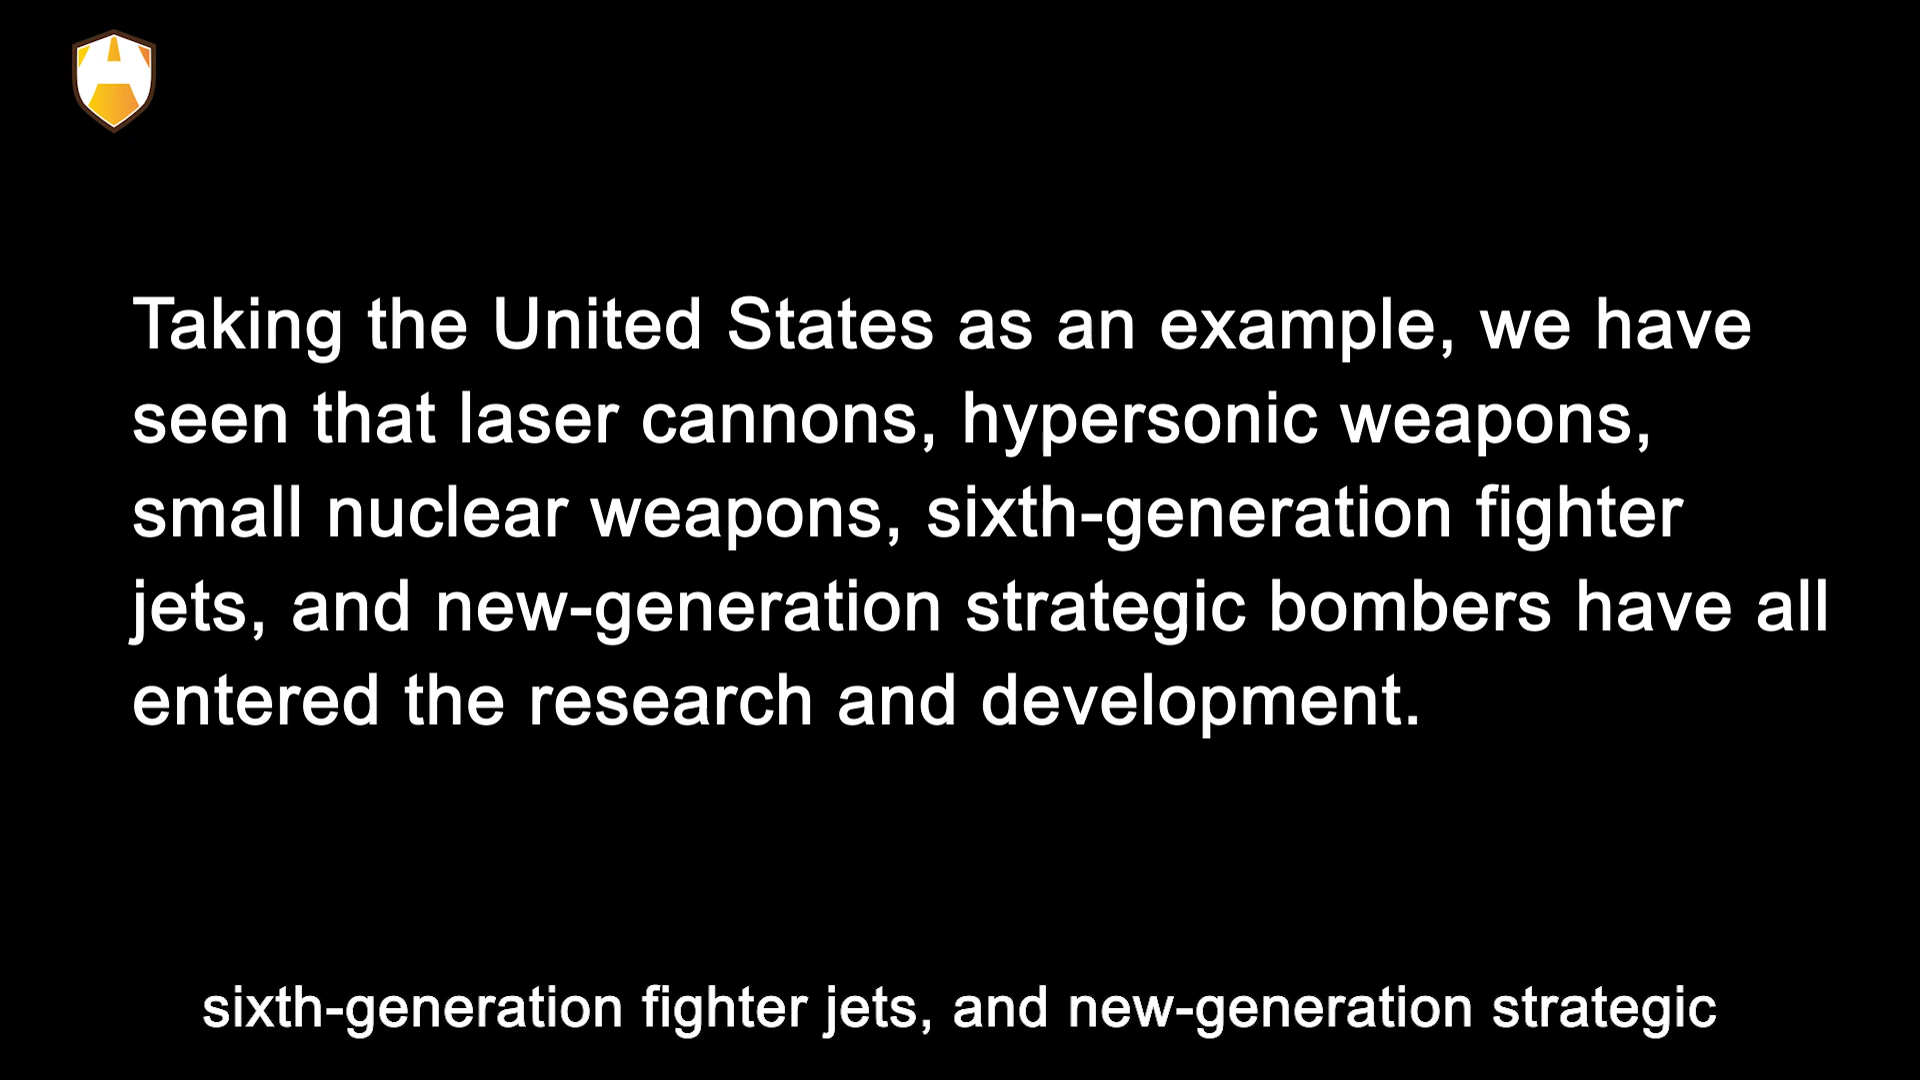 Taking the United States as an example, we have
seen that laser cannons, hypersonic weapons,
small nuclear weapons, sixth-generation fighter
jets, and new-generation strategic bombers have all
entered the research and development.
sixth-generation fighter jets, and new-generation strategic